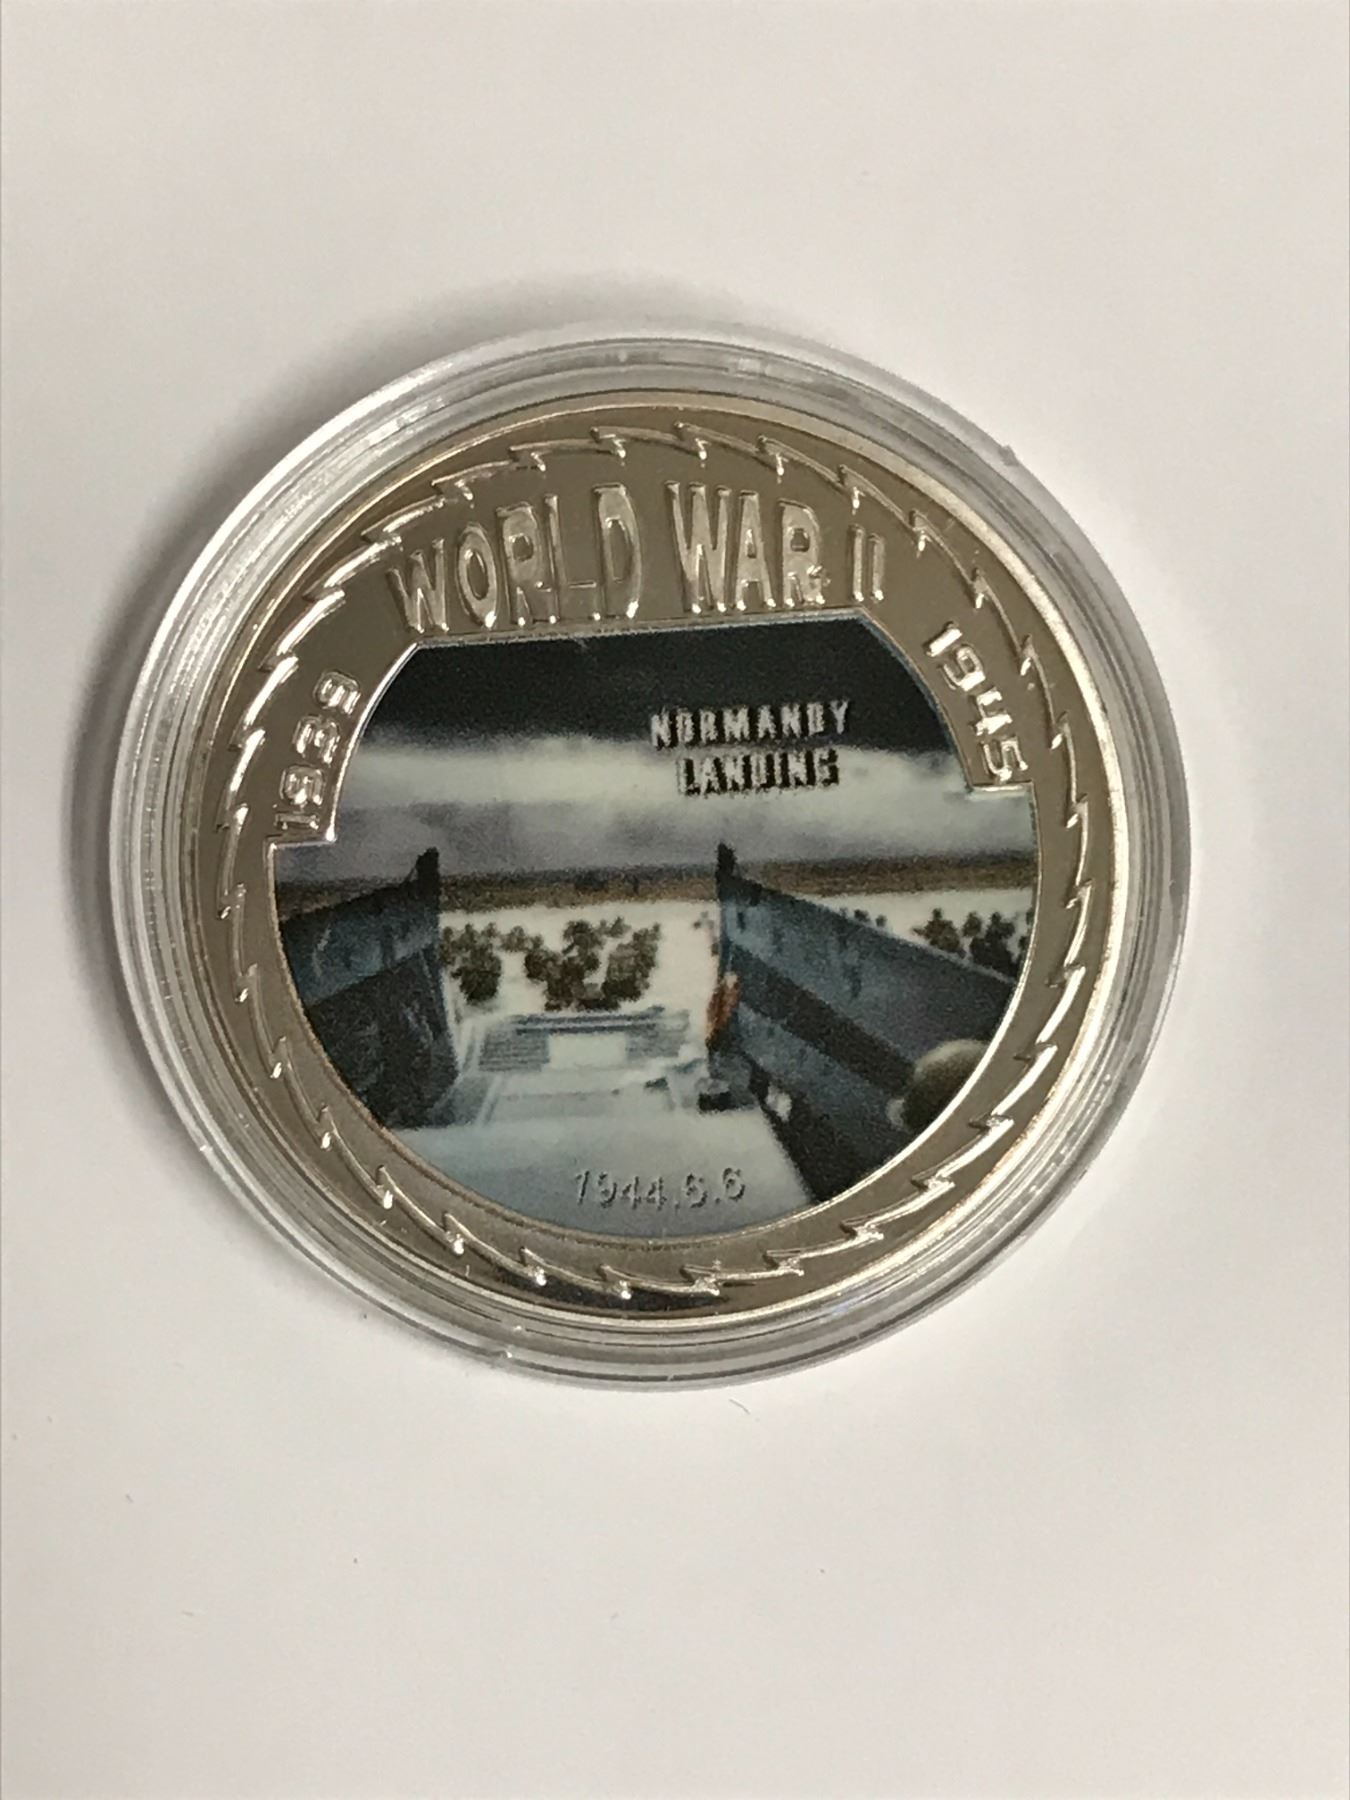 WORLD WAR II
1939
1945
NORMANDY
LANDING
1944.6.6